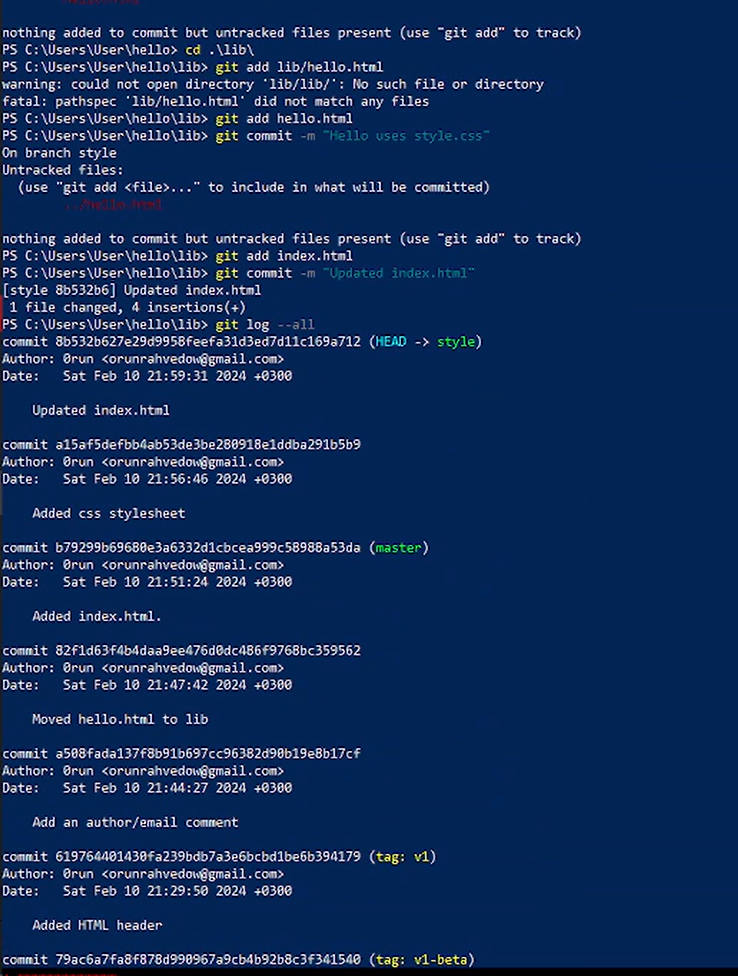 nothing added to commit but untracked files present (use "git add" to track)
PS C:\Users\User\hello> cd .\lib\
PS C:\Users\User\hello\lib> git add lib/hello.html
warning: could not open directory 'lib/lib/': No such file or directory
fatal: pathspec 'lib/hello.html' did not match any files
PS C:\Users\User\hello\lib> git add hello.html
PS C:\Users\User\hello\lib> git commit -m "Hello uses style.css"
On branch style
Untracked files:
  (use "git add <file>..." to include in what will be committed)
        ../hello.html
nothing added to commit but untracked files present (use "git add" to track)
PS C:\Users\User\hello\lib> git add index.html
PS C:\Users\User\hello\lib> git commit -m "Updated index.html"
[style 8b532b6] Updated index.html
 1 file changed, 4 insertions(+)
PS C:\Users\User\hello\lib> git log --all
commit 8b532b627e29d9958feefa31d3ed7d11c169a712 (HEAD -> style)
Author: 0run <orunrahvedow@gmail.com>
Date:   Sat Feb 10 21:59:31 2024 +0300
    Updated index.html
commit a15af5defbb4ab53de3be280918e1ddba291b5b9
Author: 0run <orunrahvedow@gmail.com>
Date:   Sat Feb 10 21:56:46 2024 +0300
    Added css stylesheet
commit b79299b69680e3a6332d1cbcea999c58988a53da (master)
Author: 0run <orunrahvedow@gmail.com>
Date:   Sat Feb 10 21:51:24 2024 +0300
    Added index.html.
commit 82f1d63f4b4daa9ee476d0dc486f9768bc359562
Author: 0run <orunrahvedow@gmail.com>
Date:   Sat Feb 10 21:47:42 2024 +0300
    Moved hello.html to lib
commit a508fada137f8b91b697cc96382d90b19e8b17cf
Author: 0run <orunrahvedow@gmail.com>
Date:   Sat Feb 10 21:44:27 2024 +0300
    Add an author/email comment
commit 619764401430fa239bdb7a3e6bcbd1be6b394179 (tag: v1)
Author: 0run <orunrahvedow@gmail.com>
Date:   Sat Feb 10 21:29:50 2024 +0300
    Added HTML header
commit 79ac6a7fa8f878d990967a9cb4b92b8c3f341540 (tag: v1-beta)